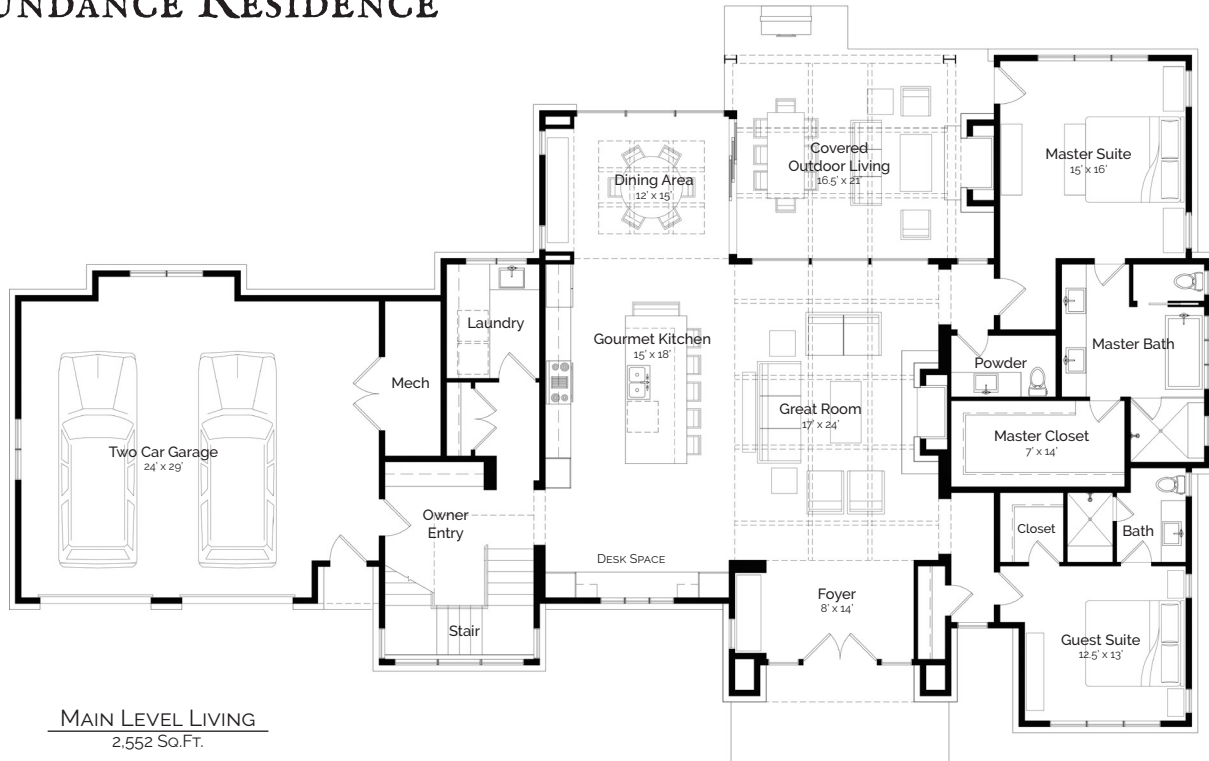 RESIDENCE
Covered
Outdoor Living
16.5' x 21'
Master Suite
15' x 16'
Dining Area
12' x 15'
Laundry
Gourmet Kitchen
15' x 18'
Master Bath
Mech
Powder
Great Room
17' x 24'
Two Car Garage
24' x 29'
Master Closet
7' x 14'
Owner
Entry
Closet
Bath
DESK SPACE
Foyer
8' x 14'
Stair
Guest Suite
12.5' x 13'
MAIN LEVEL LIVING
2,552 SQ.FT.